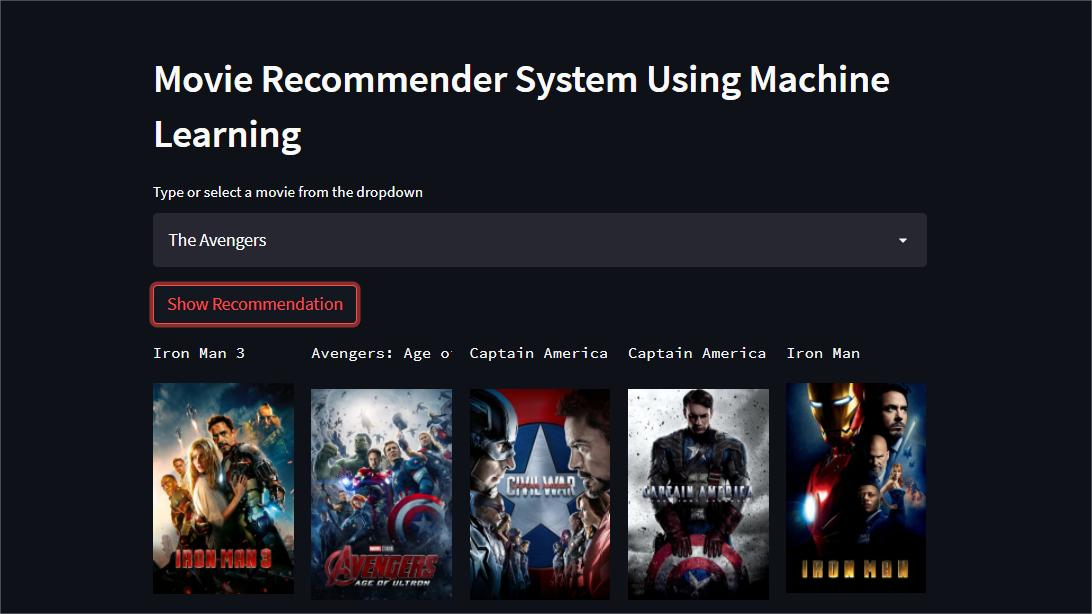 Movie Recommender System Using Machine
Learning
Type or select a movie from the dropdown
The Avengers
Show Recommendation
Iron Man 3
Avengers: Age o
Captain America
Captain America
Iron Man
IRON MAN 3
MARVEL STUDIOS
AVENGERS
AGE OF ULTRON
CIVIL WAR
CAPTAIN AMERICA
IRON MAN